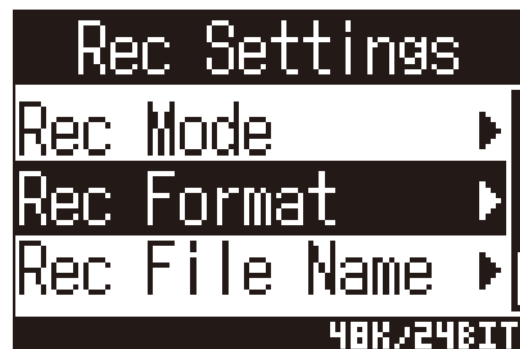 Rec Settings
Rec Mode
Rec Format
Rec File Name
48K/24BIT